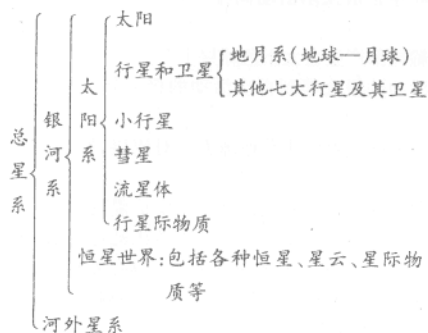 总星系
银河系
太阳系
太阳
行星和卫星
地月系(地球—月球)
其他七大行星及其卫星
小行星
彗星
流星体
行星际物质
恒星世界:包括各种恒星、星云、星际物
质等
河外星系